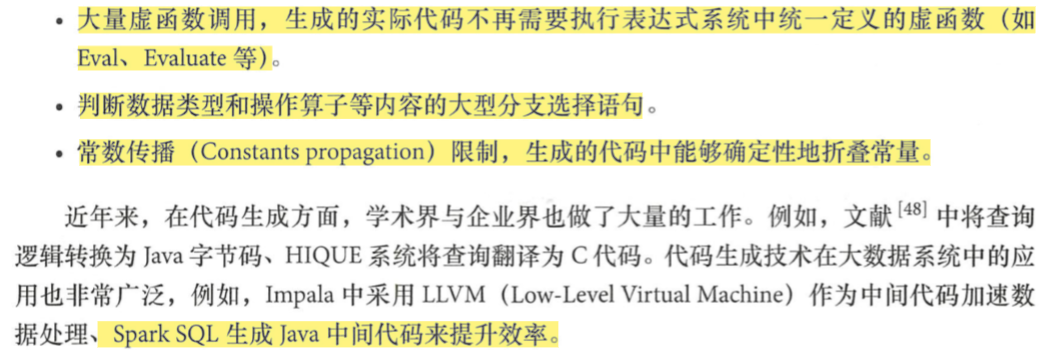 • 大量虚函数调用，生成的实际代码不再需要执行表达式系统中统一定义的虚函数（如
Eval、Evaluate 等）。
• 判断数据类型和操作算子等内容的大型分支选择语句。
• 常数传播（Constants propagation）限制，生成的代码中能够确定性地折叠常量。
近年来，在代码生成方面，学术界与企业界也做了大量的工作。例如，文献[48] 中将查询
逻辑转换为 Java 字节码、HIQUE 系统将查询翻译为 C 代码。代码生成技术在大数据系统中的应
用也非常广泛，例如，Impala 中采用 LLVM（Low-Level Virtual Machine）作为中间代码加速数
据处理、Spark SQL 生成 Java 中间代码来提升效率。